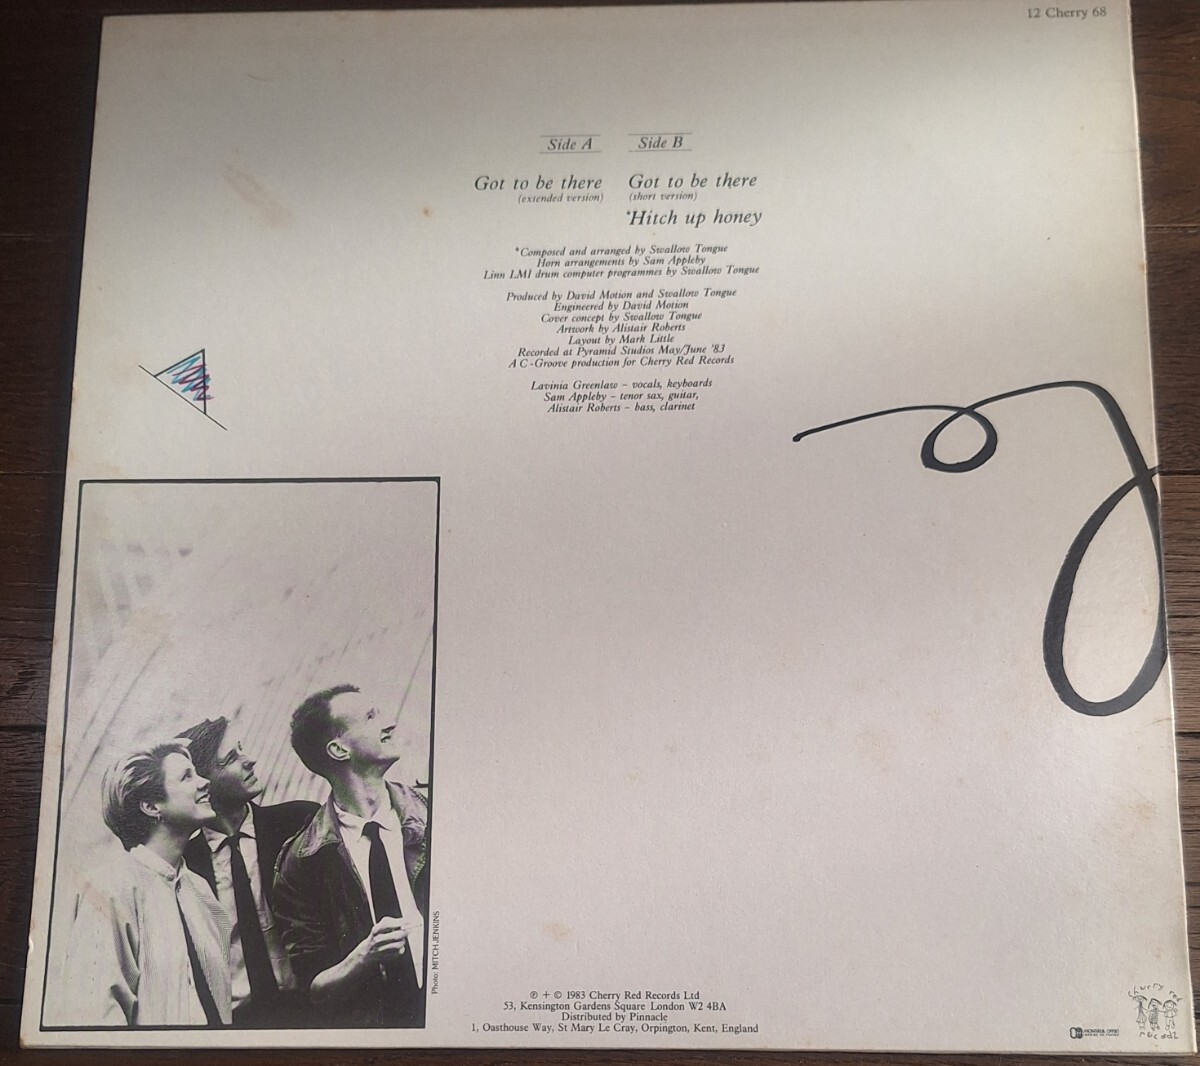 12 Cherry 68
Side A
Side B
Got to be there
(extended version)
Got to be there
(short version)
*Hitch up honey
*Composed and arranged by Swallow Tongue
Horn arrangements by Sam Appleby
Linn LM1 drum computer programmes by Swallow Tongue
Produced by David Motion and Swallow Tongue
Engineered by David Motion
Cover concept by Swallow Tongue
Artwork by Alistair Roberts
Layout by Mark Little
Recorded at Pyramid Studios May/June '83
A C-Groove production for Cherry Red Records
Lavinia Greenlaw – vocals, keyboards
Sam Appleby – tenor sax, guitar,
Alistair Roberts – bass, clarinet
Photo: MITCH JENKINS
℗ + © 1983 Cherry Red Records Ltd
53, Kensington Gardens Square London W2 4BA
Distributed by Pinnacle
1, Oasthouse Way, St Mary Le Cray, Orpington, Kent, England